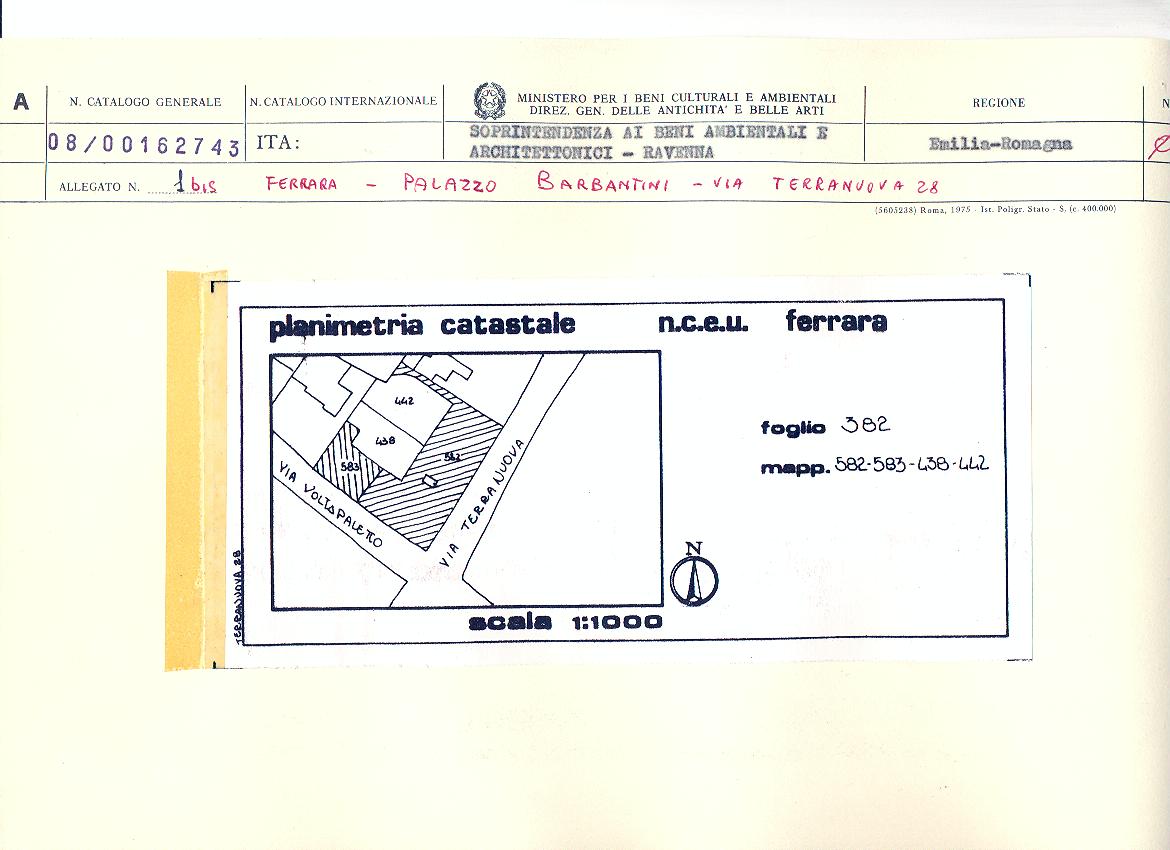 A
N. CATALOGO GENERALE
N. CATALOGO INTERNAZIONALE
MINISTERO PER I BENI CULTURALI E AMBIENTALI
DIREZ. GEN. DELLE ANTICHITA' E BELLE ARTI
REGIONE
N
08/00162743
ITA:
SOPRINTENDENZA AI BENI AMBIENTALI E
ARCHITETTONICI - RAVENNA
Emilia-Romagna
ALLEGATO N. 1 bis FERRARA - PALAZZO BARBANTINI - VIA TERRANUOVA 28
(5605238) Roma, 1975 - Ist. Poligr. Stato - S. (c. 400.000)
planimetria catastale n.c.e.u. ferrara
442
438
582
583
VIA VOLTAPALETTO
VIA TERRANUOVA
foglio 382
mapp. 582-583-438-442
N
scala 1:1000
TERRANUOVA 28